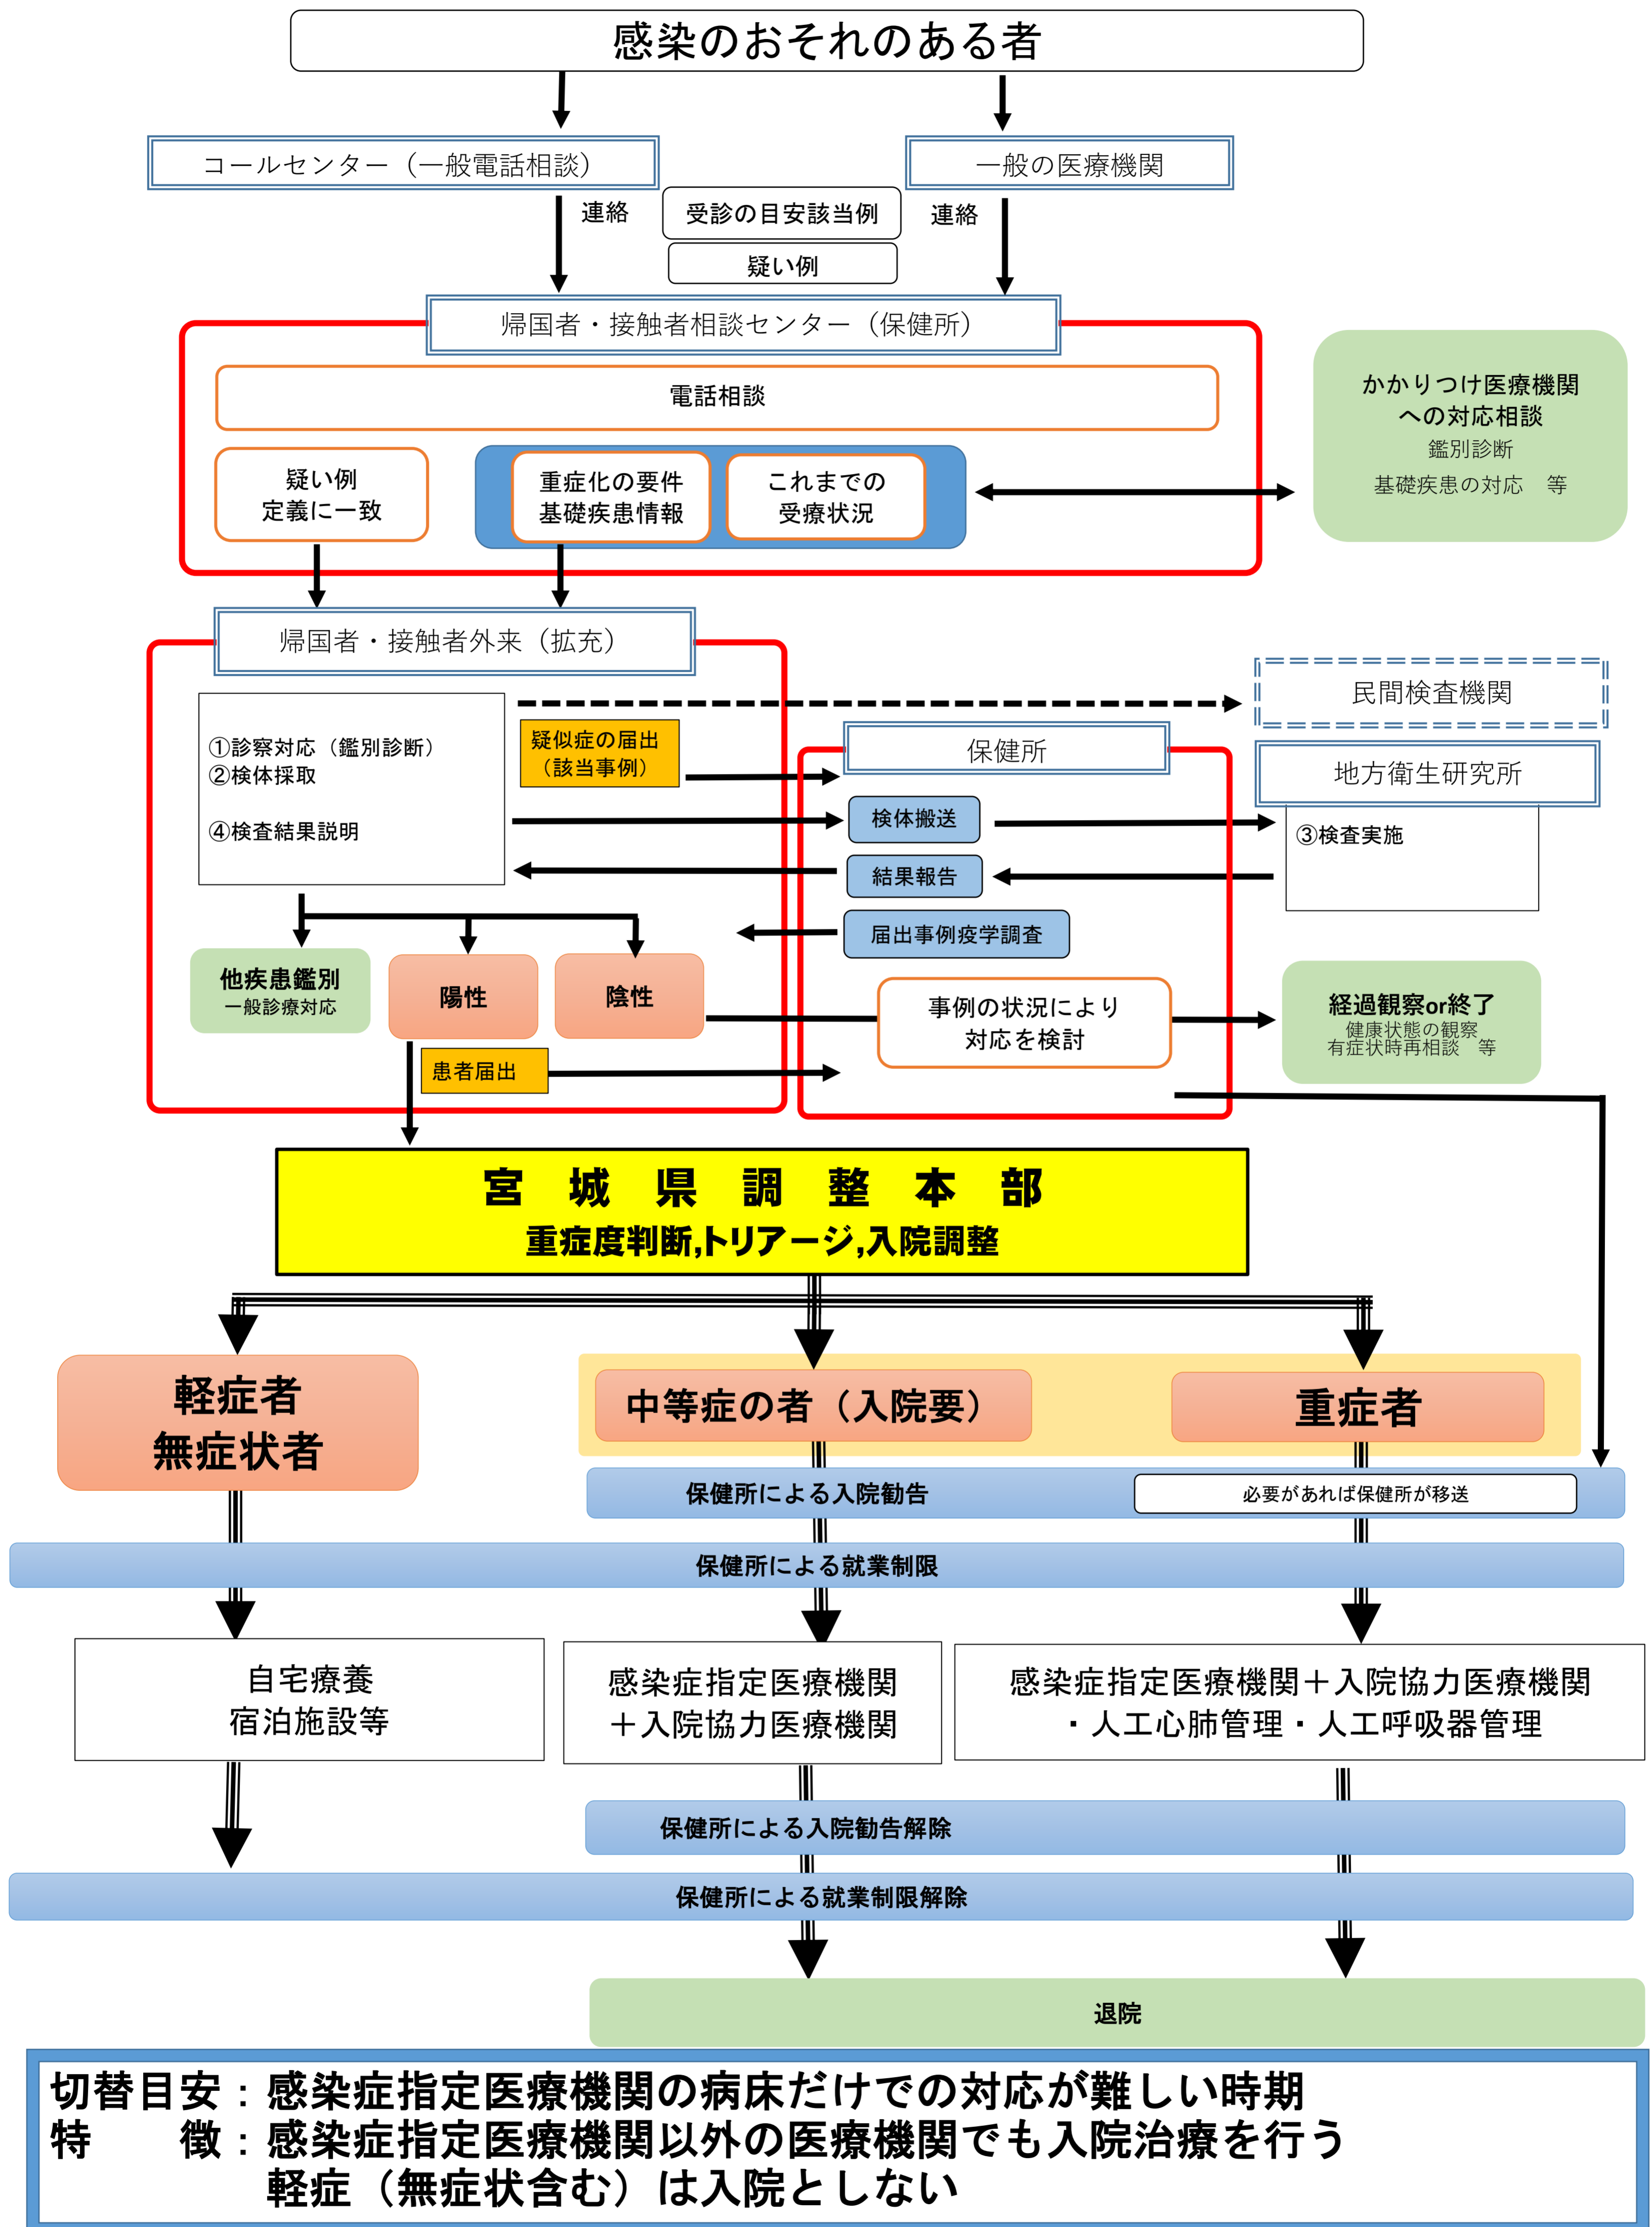 感染のおそれのある者
コールセンター（一般電話相談）
一般の医療機関
連絡
受診の目安該当例
連絡
疑い例
帰国者・接触者相談センター（保健所）
電話相談
かかりつけ医療機関
への対応相談
鑑別診断
基礎疾患の対応　等
疑い例
定義に一致
重症化の要件
基礎疾患情報
これまでの
受療状況
帰国者・接触者外来（拡充）
民間検査機関
①診察対応（鑑別診断）
②検体採取
④検査結果説明
疑似症の届出
（該当事例）
保健所
地方衛生研究所
検体搬送
③検査実施
結果報告
届出事例疫学調査
他疾患鑑別
一般診療対応
陽性
陰性
事例の状況により
対応を検討
経過観察or終了
健康状態の観察
有症状時再相談　等
患者届出
宮　城　県　調　整　本　部
重症度判断,トリアージ,入院調整
軽症者
無症状者
中等症の者（入院要）
重症者
保健所による入院勧告
必要があれば保健所が移送
保健所による就業制限
自宅療養
宿泊施設等
感染症指定医療機関
＋入院協力医療機関
感染症指定医療機関＋入院協力医療機関
・人工心肺管理・人工呼吸器管理
保健所による入院勧告解除
保健所による就業制限解除
退院
切替目安：感染症指定医療機関の病床だけでの対応が難しい時期
特　　徴：感染症指定医療機関以外の医療機関でも入院治療を行う
軽症（無症状含む）は入院としない